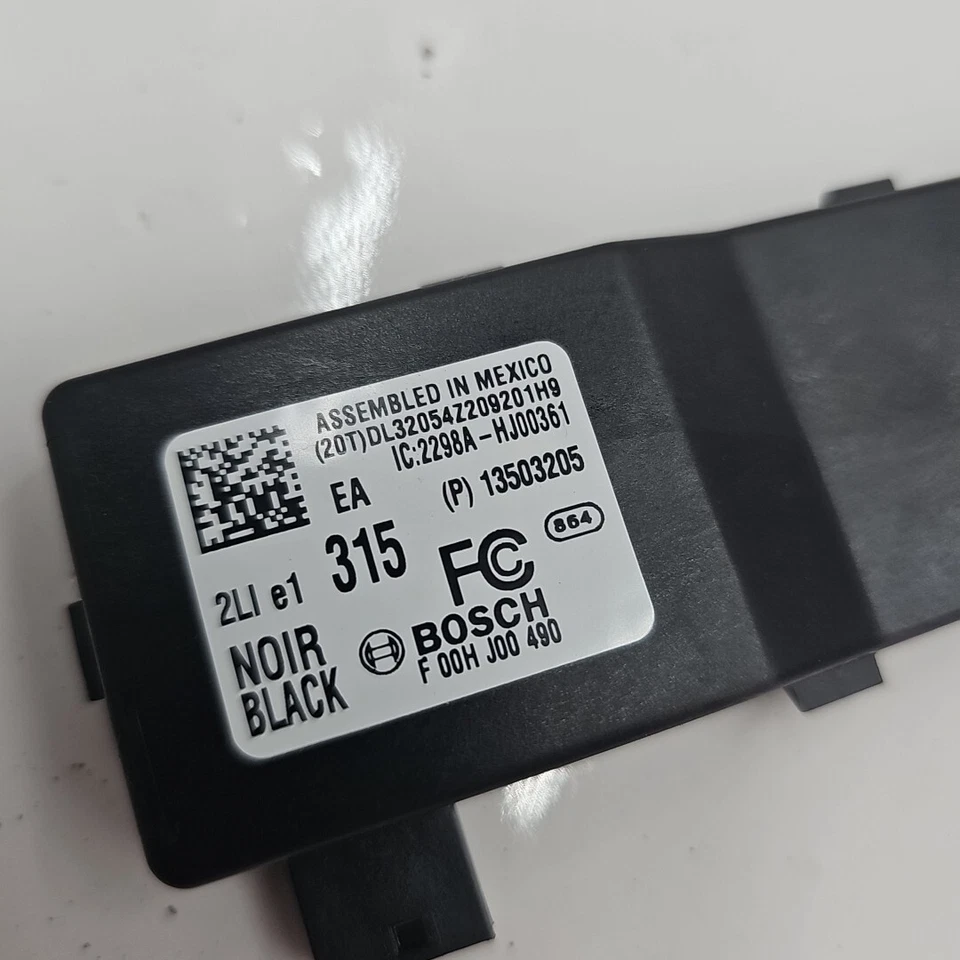 ASSEMBLED IN MEXICO
(20T)DL32054Z209201H9
IC:2298A-HJ00361
EA (P) 13503205
315 FC 864
2LI e1
BOSCH
F 00H J00 490
NOIR
BLACK